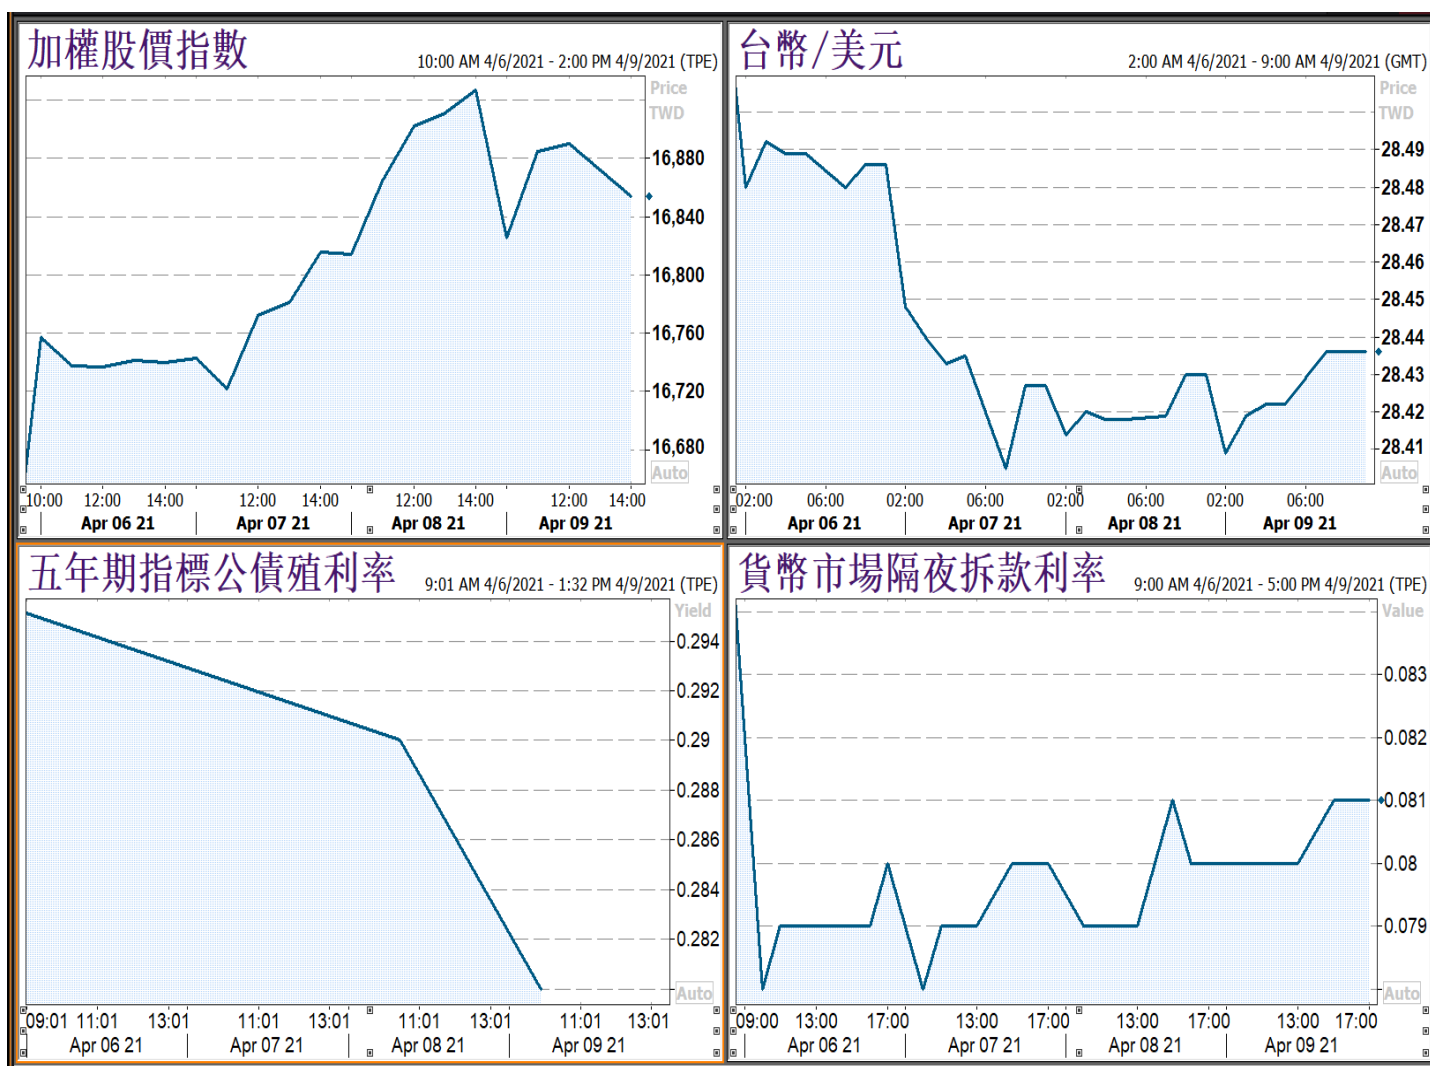 加權股價指數
10:00 AM 4/6/2021 - 2:00 PM 4/9/2021 (TPE)
Price
TWD
16,880
16,840
16,800
16,760
16,720
16,680
Auto
10:00 12:00 14:00 12:00 14:00 12:00 14:00 12:00 14:00
Apr 06 21 Apr 07 21 Apr 08 21 Apr 09 21
台幣/美元
2:00 AM 4/6/2021 - 9:00 AM 4/9/2021 (GMT)
Price
TWD
28.49
28.48
28.47
28.46
28.45
28.44
28.43
28.42
28.41
Auto
02:00 06:00 02:00 06:00 02:00 06:00 02:00 06:00
Apr 06 21 Apr 07 21 Apr 08 21 Apr 09 21
五年期指標公債殖利率
9:01 AM 4/6/2021 - 1:32 PM 4/9/2021 (TPE)
Yield
0.294
0.292
0.29
0.288
0.286
0.284
0.282
Auto
09:01 11:01 13:01 11:01 13:01 11:01 13:01 11:01 13:01
Apr 06 21 Apr 07 21 Apr 08 21 Apr 09 21
貨幣市場隔夜拆款利率
9:00 AM 4/6/2021 - 5:00 PM 4/9/2021 (TPE)
Value
0.083
0.082
0.081
0.08
0.079
Auto
09:00 13:00 17:00 13:00 17:00 13:00 17:00 13:00 17:00
Apr 06 21 Apr 07 21 Apr 08 21 Apr 09 21